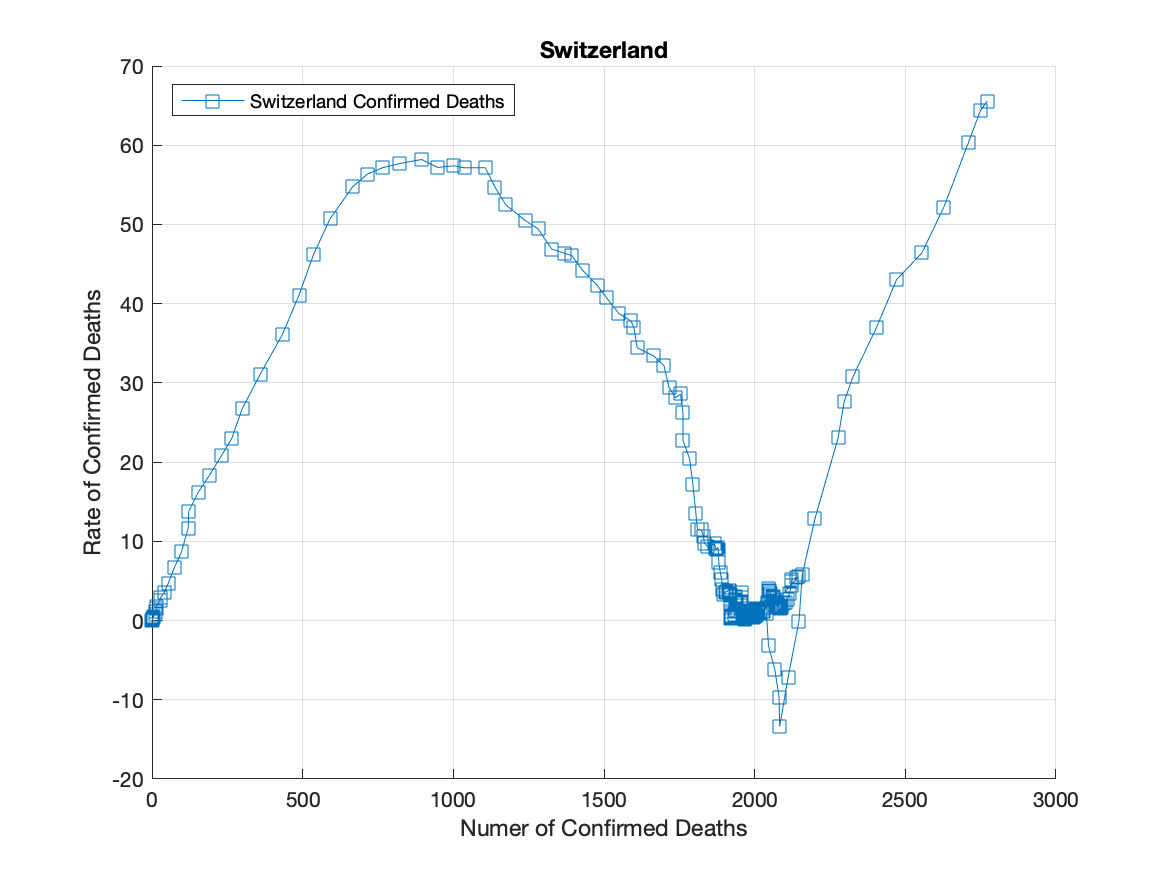 Switzerland
Switzerland Confirmed Deaths
Rate of Confirmed Deaths
70
60
50
40
30
20
10
0
-10
-20
0 500 1000 1500 2000 2500 3000
Numer of Confirmed Deaths